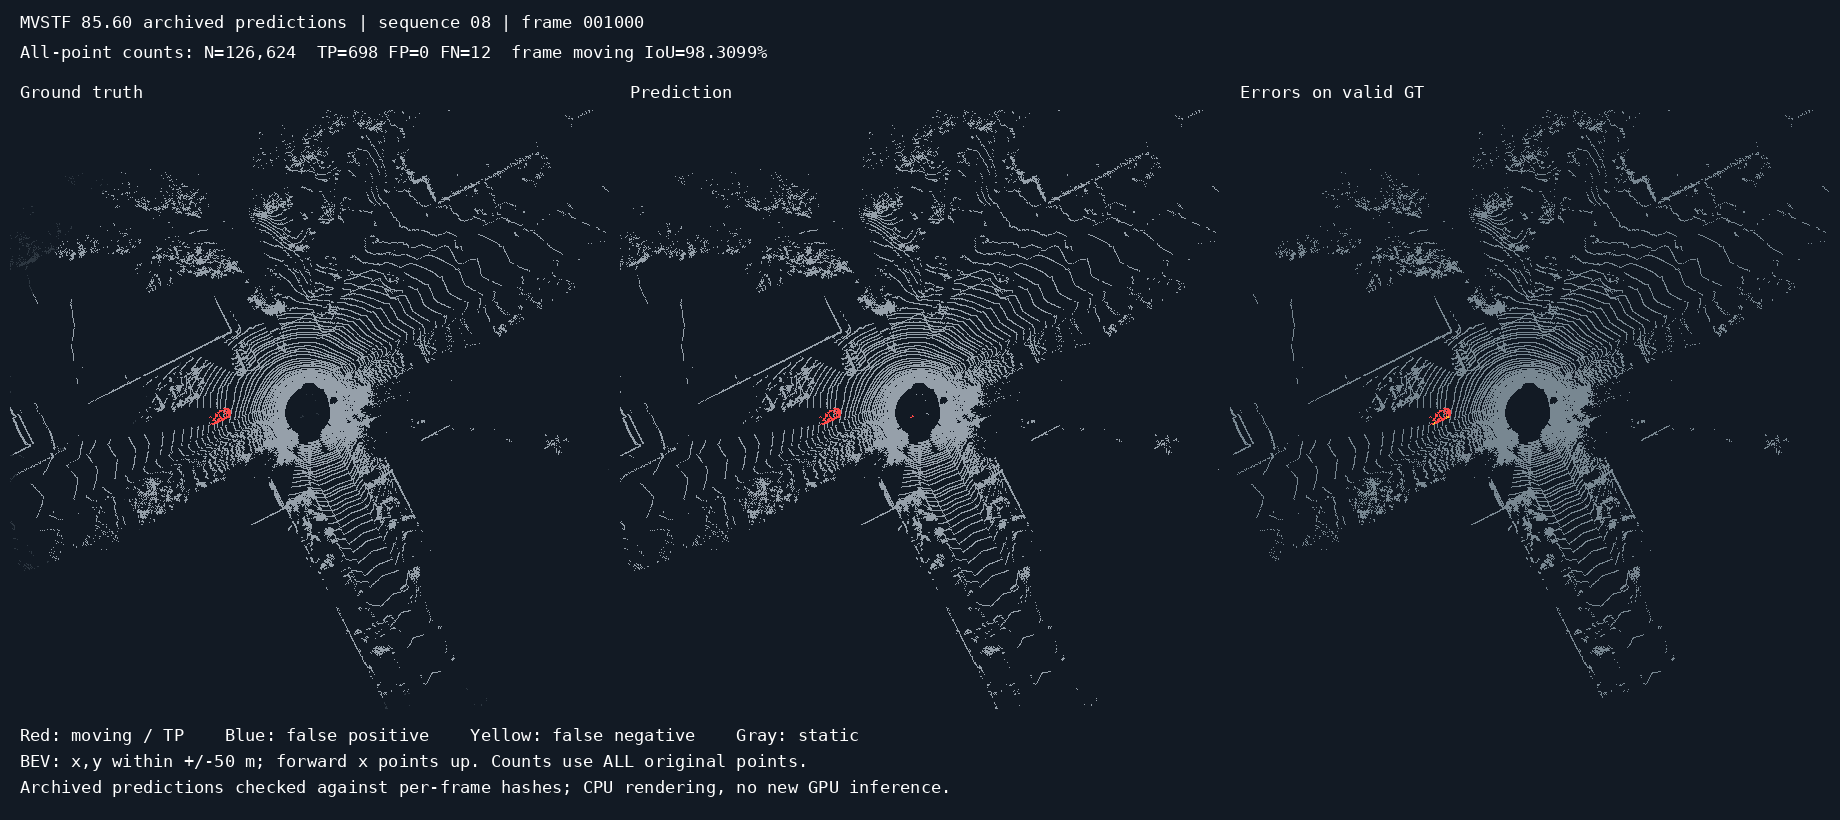 MVSTF 85.60 archived predictions | sequence 08 | frame 001000
All-point counts: N=126,624  TP=698 FP=0 FN=12  frame moving IoU=98.3099%
Ground truth
Prediction
Errors on valid GT
Red: moving / TP    Blue: false positive    Yellow: false negative    Gray: static
BEV: x,y within +/-50 m; forward x points up. Counts use ALL original points.
Archived predictions checked against per-frame hashes; CPU rendering, no new GPU inference.